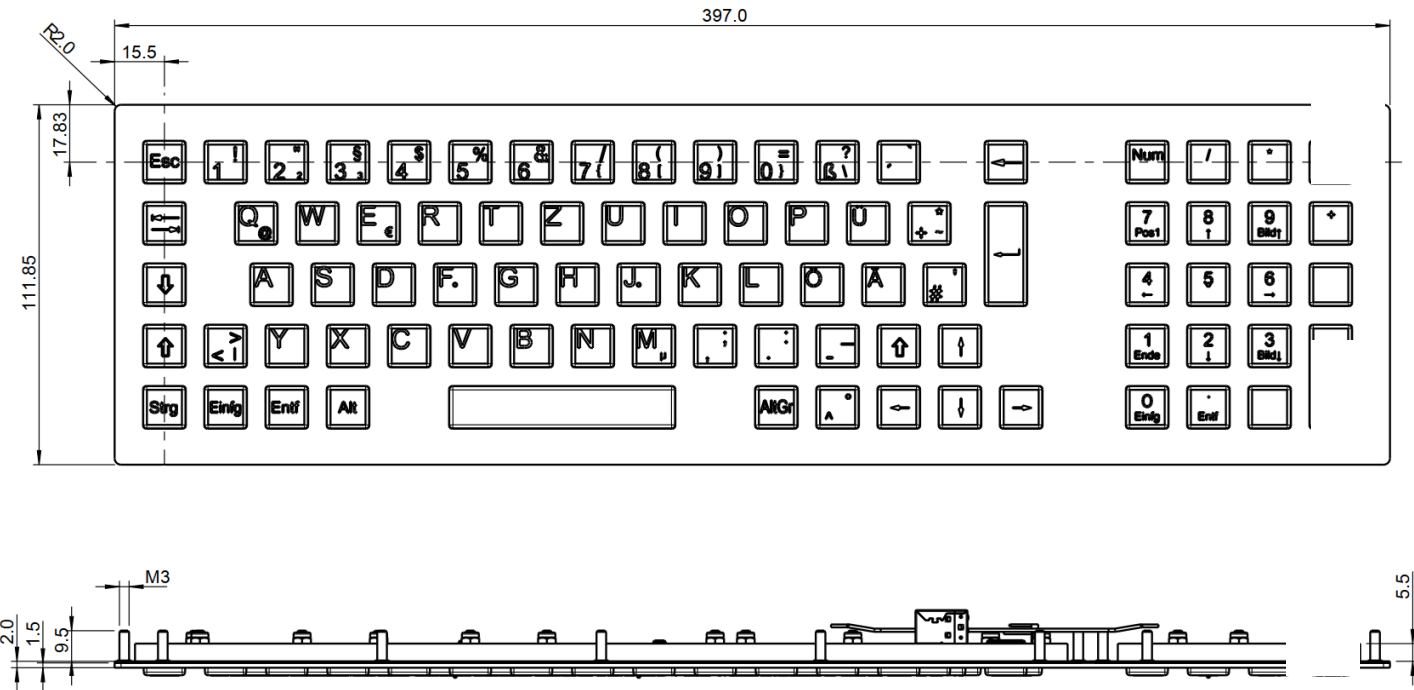 397.0
R2.0
15.5
17.83
111.85
Esc ! 1 " 2 ² § 3 ³ $ 4 % 5 & 6 / 7 { ( 8 [ ) 9 ] = 0 } ? ß \ ` ´ ← Num / *
Q @ W E € R T Z U I O P Ü * + ~ 7 Pos1 8 ↑ 9 Bild↑ +
A S D F G H J K L Ö Ä ' # 4 ← 5 6 →
⇧ > < | Y X C V B N M µ ; , : . _ - ⇧ ↑ 1 Ende 2 ↓ 3 Bild↓
Strg Einfg Entf Alt AltGr ° ^ ← ↓ → 0 Einfg . Entf
M3
2.0
1.5
9.5
5.5